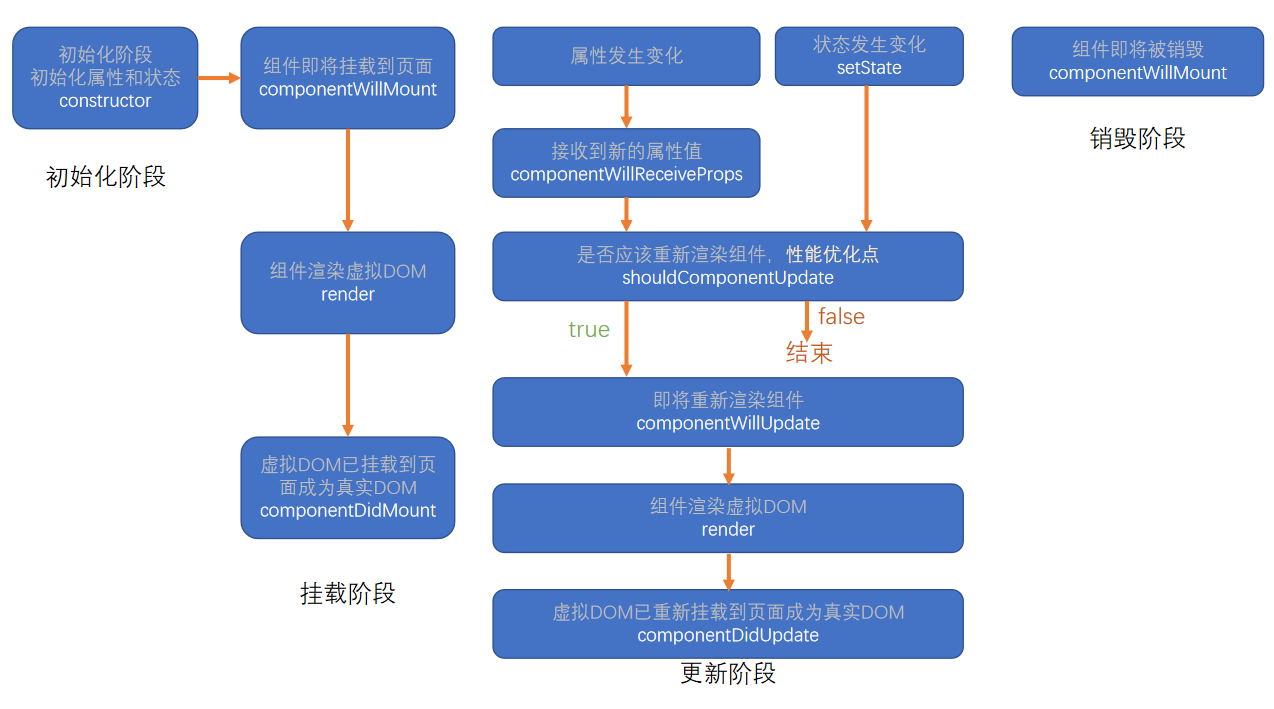 初始化阶段
初始化属性和状态
constructor
初始化阶段
组件即将挂载到页面
componentWillMount
组件渲染虚拟DOM
render
虚拟DOM已挂载到页
面成为真实DOM
componentDidMount
挂载阶段
属性发生变化
状态发生变化
setState
接收到新的属性值
componentWillReceiveProps
是否应该重新渲染组件，性能优化点
shouldComponentUpdate
true
false
结束
即将重新渲染组件
componentWillUpdate
组件渲染虚拟DOM
render
虚拟DOM已重新挂载到页面成为真实DOM
componentDidUpdate
更新阶段
组件即将被销毁
componentWillMount
销毁阶段